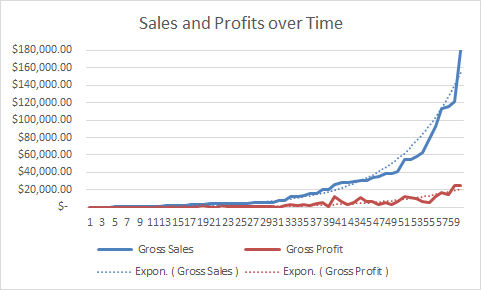 Sales and Profits over Time
$180,000.00
$160,000.00
$140,000.00
$120,000.00
$100,000.00
$80,000.00
$60,000.00
$40,000.00
$20,000.00
$-
1 3 5 7 9 11 13 15 17 19 21 23 25 27 29 31 33 35 37 39 41 43 45 47 49 51 53 55 57 59
Gross Sales Gross Profit
Expon. ( Gross Sales ) Expon. ( Gross Profit )